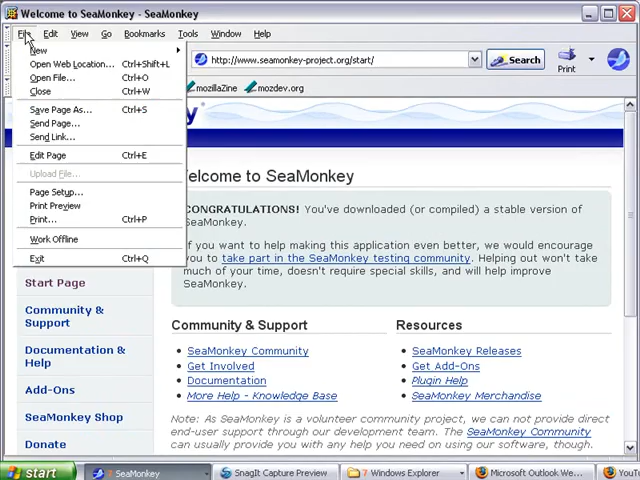 Welcome to SeaMonkey - SeaMonkey
File Edit View Go Bookmarks Tools Window Help
New
Open Web Location... Ctrl+Shift+L
Open File... Ctrl+O
Close Ctrl+W
Save Page As... Ctrl+S
Send Page...
Send Link...
Edit Page Ctrl+E
Upload File...
Page Setup...
Print Preview
Print... Ctrl+P
Work Offline
Exit Ctrl+Q
http://www.seamonkey-project.org/start/
Search
Print
mozillaZine mozdev.org
Welcome to SeaMonkey
CONGRATULATIONS! You've downloaded (or compiled) a stable version of
SeaMonkey.
If you want to help making this application even better, we would encourage
you to take part in the SeaMonkey testing community. Helping out won't take
much of your time, doesn't require special skills, and will help improve
SeaMonkey.
Start Page
Community &
Support
Documentation &
Help
Add-Ons
SeaMonkey Shop
Donate
Community & Support
SeaMonkey Community
Get Involved
Documentation
More Help - Knowledge Base
Resources
SeaMonkey Releases
Get Add-Ons
Plugin Help
SeaMonkey Merchandise
Note: As SeaMonkey is a volunteer community project, we can not provide direct
end-user support through our development team. The SeaMonkey Community
can usually provide you with any help you need on using our software, though.
start
7 SeaMonkey
SnagIt Capture Preview
7 Windows Explorer
Microsoft Outlook We...
YouT